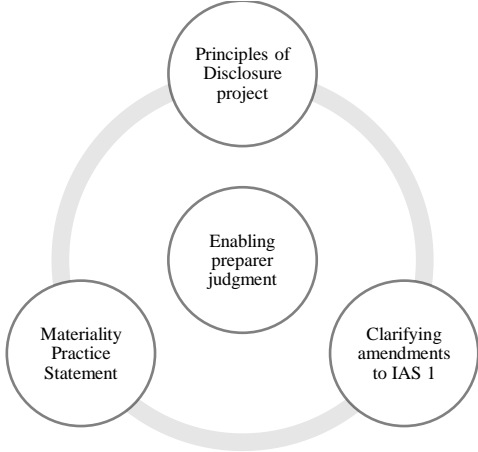 Principles of
Disclosure
project
Enabling
preparer
judgment
Materiality
Practice
Statement
Clarifying
amendments
to IAS 1